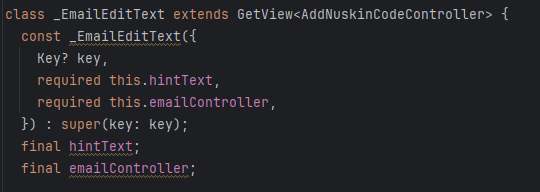 class _EmailEditText extends GetView<AddNuskinCodeController> {
const _EmailEditText({
Key? key,
required this.hintText,
required this.emailController,
}) : super(key: key);
final hintText;
final emailController;